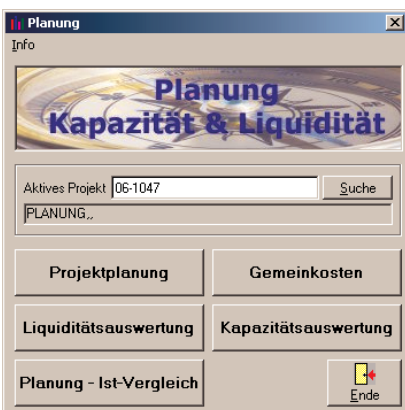 Planung
Info
Planung
Kapazität & Liquidität
Aktives Projekt 06-1047 Suche
PLANUNG,,
Projektplanung Gemeinkosten
Liquiditätsauswertung Kapazitätsauswertung
Planung - Ist-Vergleich Ende